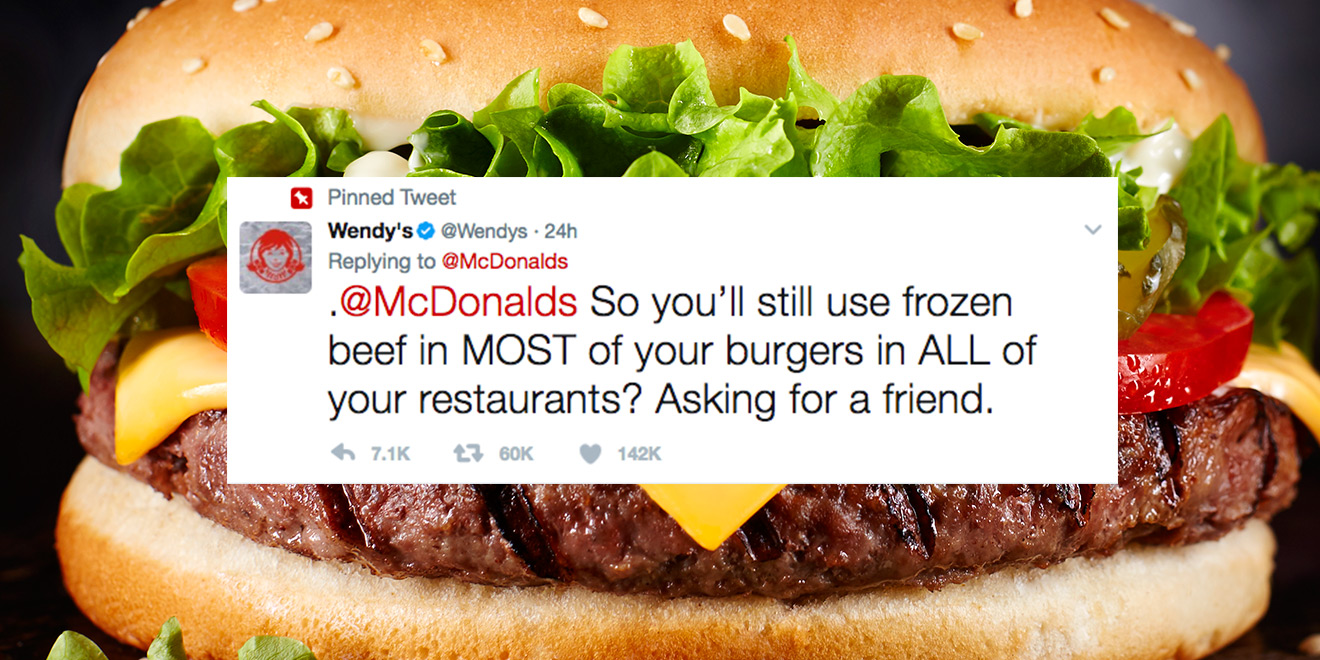 Pinned Tweet
Wendy's @Wendys · 24h
Replying to @McDonalds
.@McDonalds So you’ll still use frozen
beef in MOST of your burgers in ALL of
your restaurants? Asking for a friend.
7.1K 60K 142K